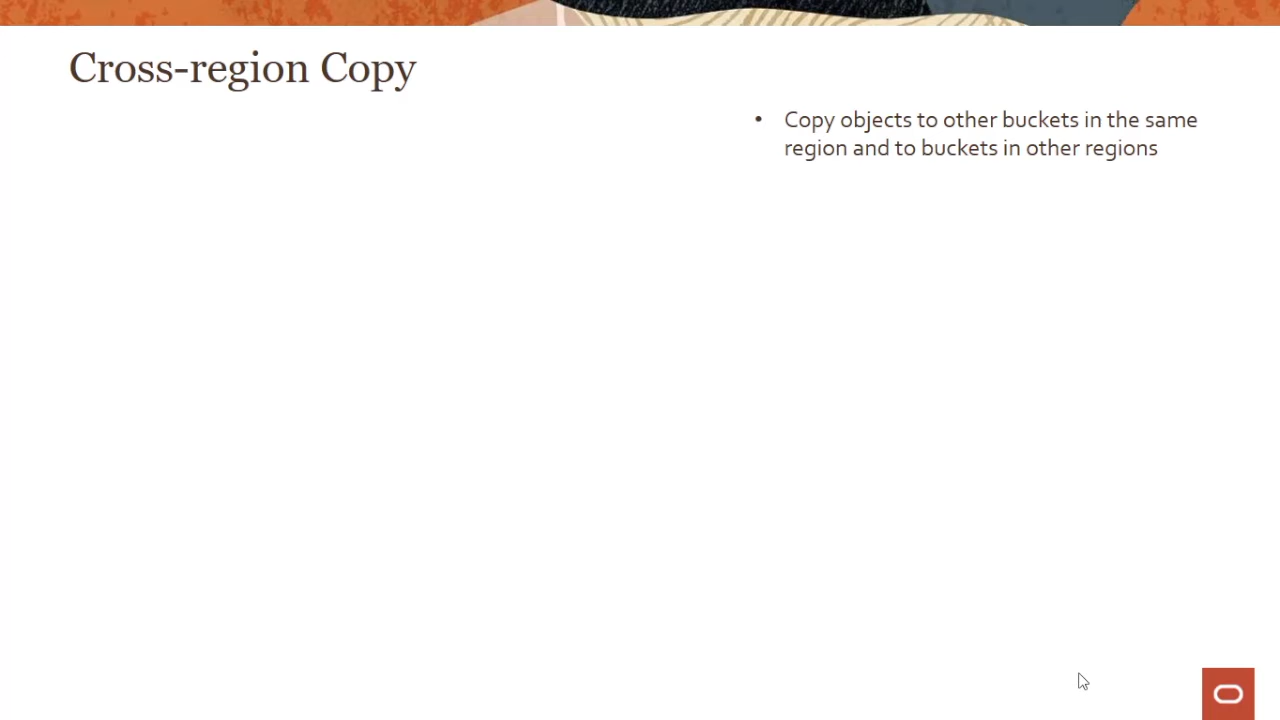 Cross-region Copy
• Copy objects to other buckets in the same
region and to buckets in other regions